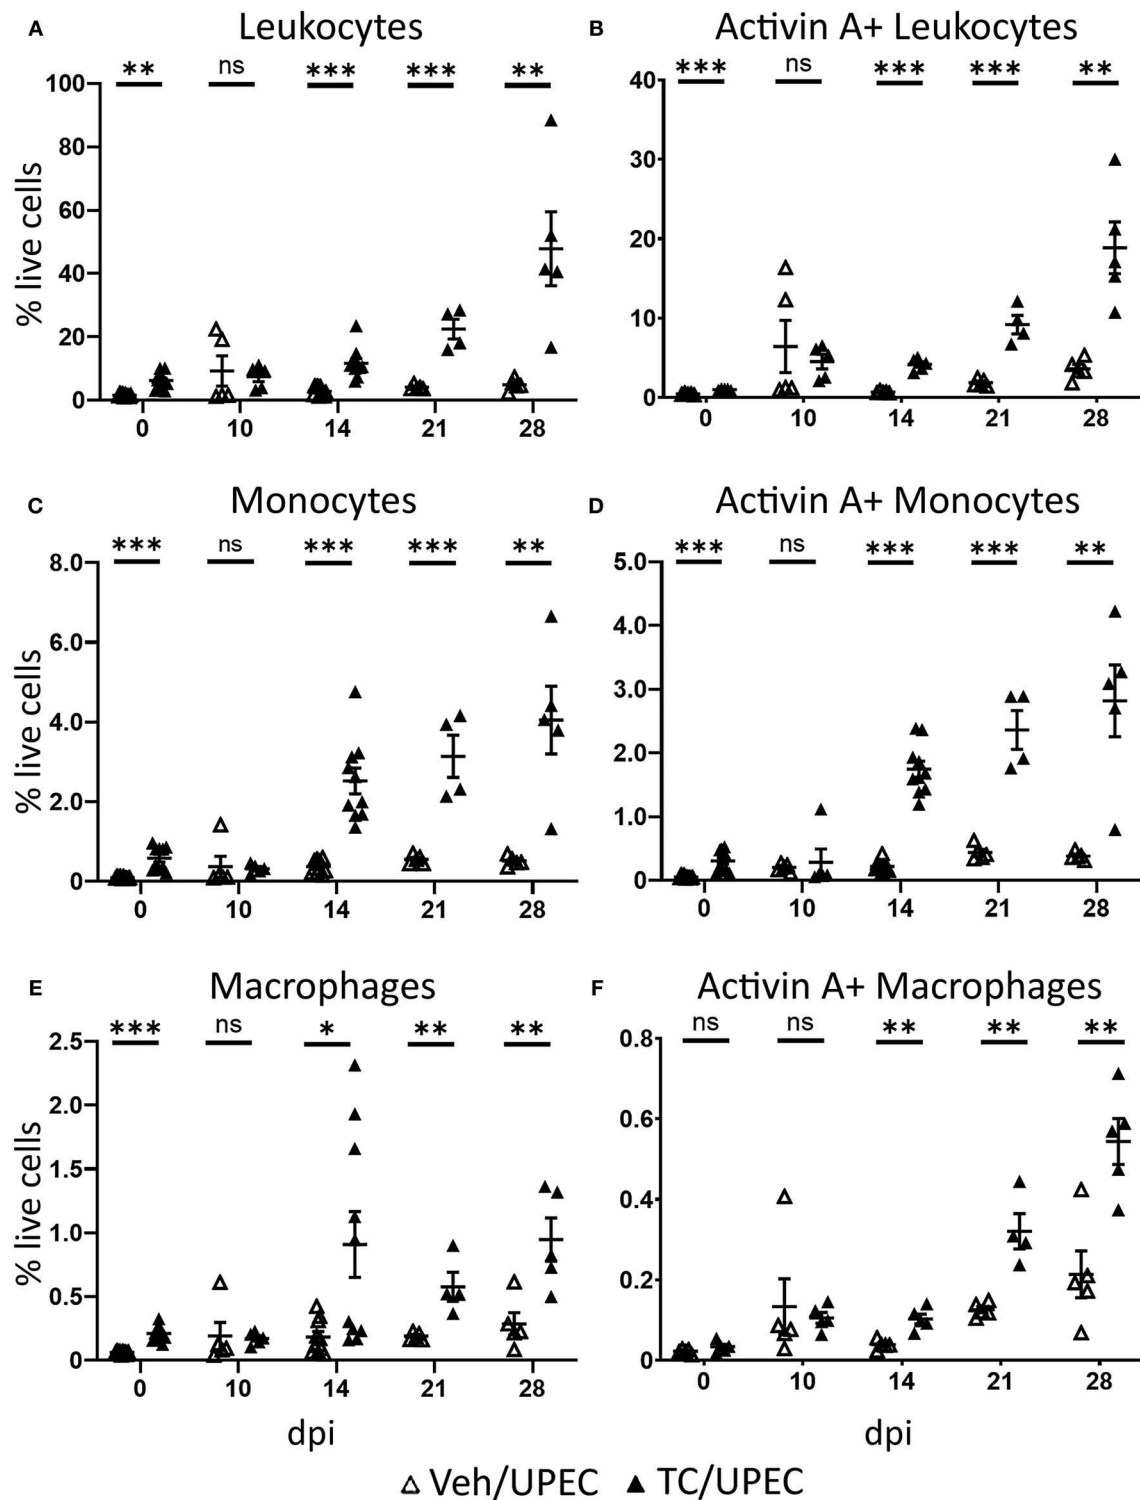 A Leukocytes
** ns *** *** **
100
80
60
40
20
0
% live cells
0 10 14 21 28
B Activin A+ Leukocytes
*** ns *** *** **
40
30
20
10
0
0 10 14 21 28
C Monocytes
*** ns *** *** **
8.0
6.0
4.0
2.0
0
% live cells
0 10 14 21 28
D Activin A+ Monocytes
*** ns *** *** **
5.0
4.0
3.0
2.0
1.0
0
0 10 14 21 28
E Macrophages
*** ns * ** **
2.5
2.0
1.5
1.0
0.5
0
% live cells
0 10 14 21 28
dpi
F Activin A+ Macrophages
ns ns ** ** **
0.8
0.6
0.4
0.2
0
0 10 14 21 28
dpi
△ Veh/UPEC ▲ TC/UPEC